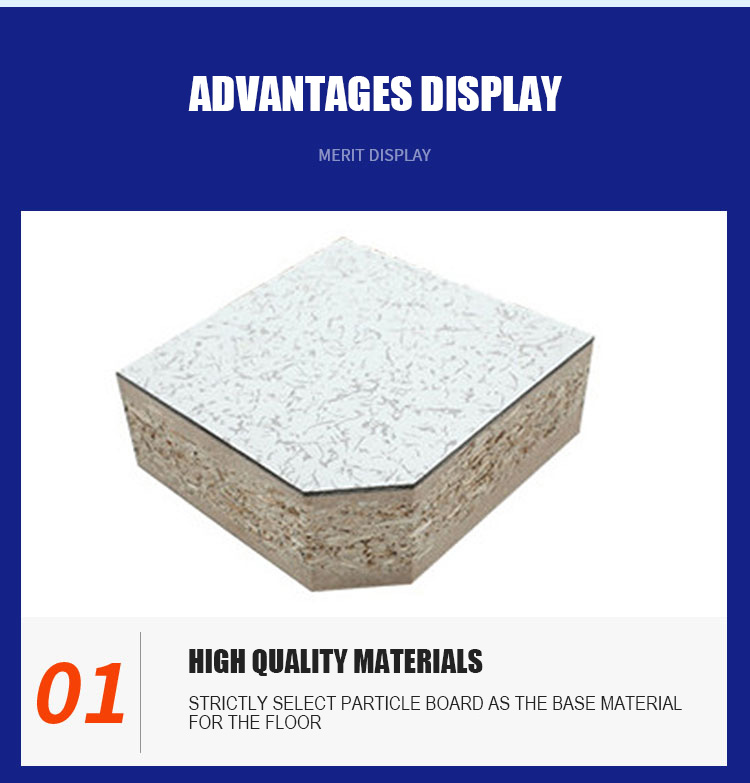 ADVANTAGES DISPLAY
MERIT DISPLAY
01
HIGH QUALITY MATERIALS
STRICTLY SELECT PARTICLE BOARD AS THE BASE MATERIAL
FOR THE FLOOR